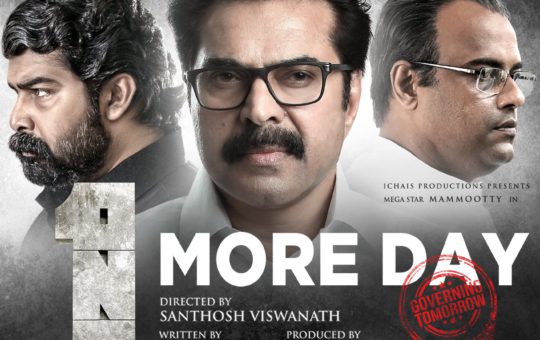 ICHAIS PRODUCTIONS PRESENTS
MEGA STAR MAMMOOTTY IN
ONE
MORE DAY
GOVERNING
TOMORROW
DIRECTED BY
SANTHOSH VISWANATH
WRITTEN BY PRODUCED BY